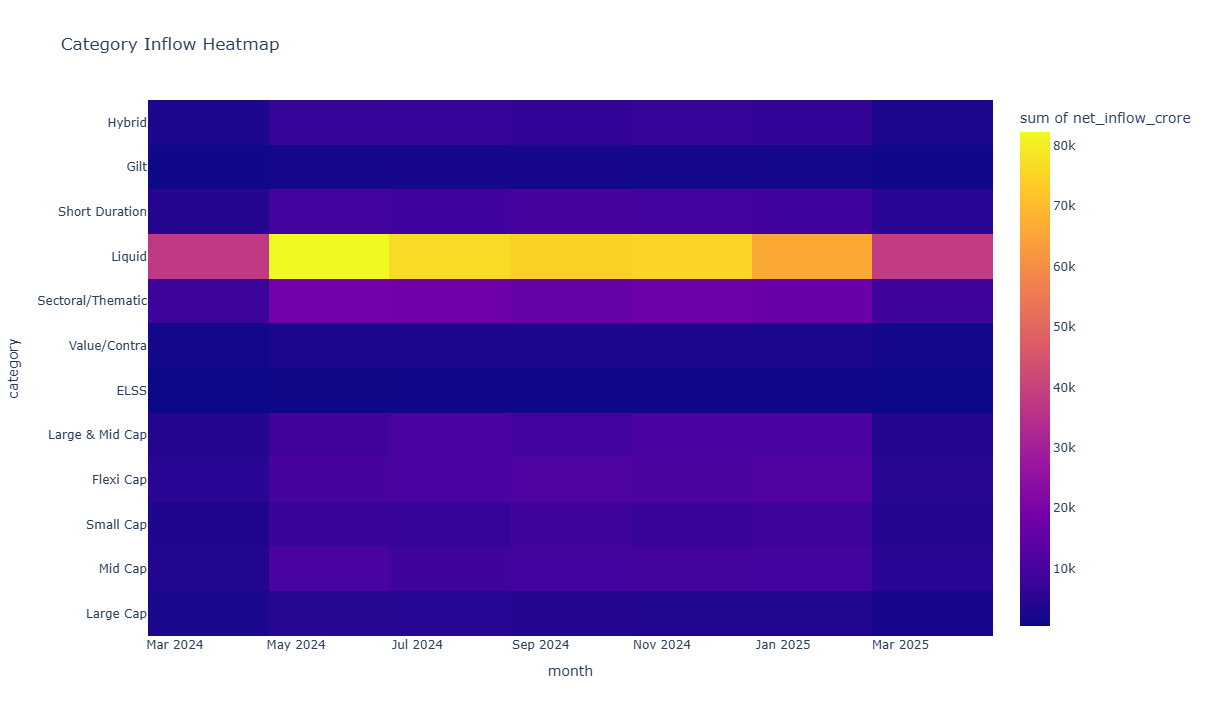 Category Inflow Heatmap
sum of net_inflow_crore
80k
70k
60k
50k
40k
30k
20k
10k
category
Hybrid
Gilt
Short Duration
Liquid
Sectoral/Thematic
Value/Contra
ELSS
Large & Mid Cap
Flexi Cap
Small Cap
Mid Cap
Large Cap
Mar 2024 May 2024 Jul 2024 Sep 2024 Nov 2024 Jan 2025 Mar 2025
month